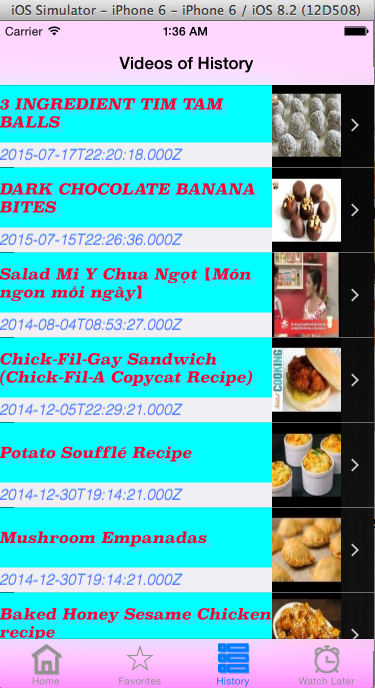 iOS Simulator – iPhone 6 – iPhone 6 / iOS 8.2 (12D508)
Carrier 1:36 AM
Videos of History
3 INGREDIENT TIM TAM
BALLS
2015-07-17T22:20:18.000Z
DARK CHOCOLATE BANANA
BITES
2015-07-15T22:26:36.000Z
Salad Mì Ý Chua Ngọt【Món
ngon mỗi ngày】
2014-08-04T08:53:27.000Z
Chick-Fil-Gay Sandwich
(Chick-Fil-A Copycat Recipe)
COOKING
2014-12-05T22:29:21.000Z
Potato Soufflé Recipe
2014-12-30T19:14:21.000Z
Mushroom Empanadas
2014-12-30T19:14:21.000Z
Baked Honey Sesame Chicken
recipe
Home Favorites History Watch Later